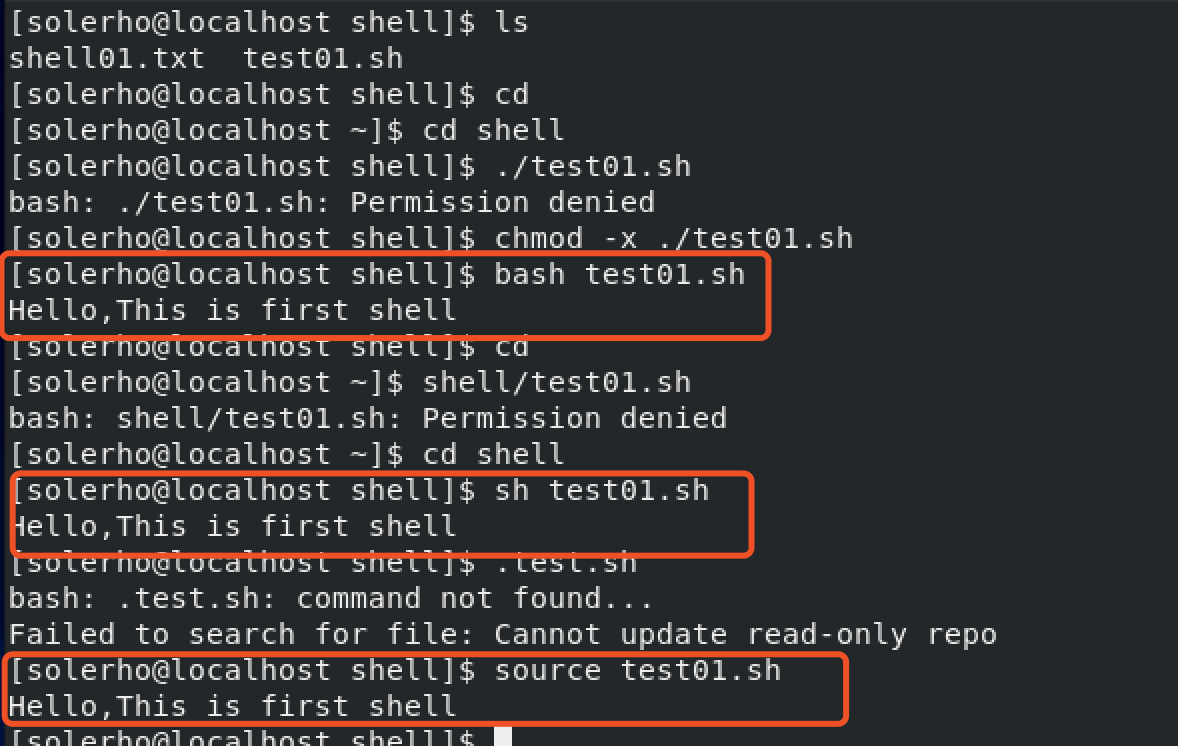 [solerho@localhost shell]$ ls
shell01.txt  test01.sh
[solerho@localhost shell]$ cd
[solerho@localhost ~]$ cd shell
[solerho@localhost shell]$ ./test01.sh
bash: ./test01.sh: Permission denied
[solerho@localhost shell]$ chmod -x ./test01.sh
[solerho@localhost shell]$ bash test01.sh
Hello,This is first shell
[solerho@localhost shell]$ cd
[solerho@localhost ~]$ shell/test01.sh
bash: shell/test01.sh: Permission denied
[solerho@localhost ~]$ cd shell
[solerho@localhost shell]$ sh test01.sh
Hello,This is first shell
[solerho@localhost shell]$ .test.sh
bash: .test.sh: command not found...
Failed to search for file: Cannot update read-only repo
[solerho@localhost shell]$ source test01.sh
Hello,This is first shell
[solerho@localhost shell]$